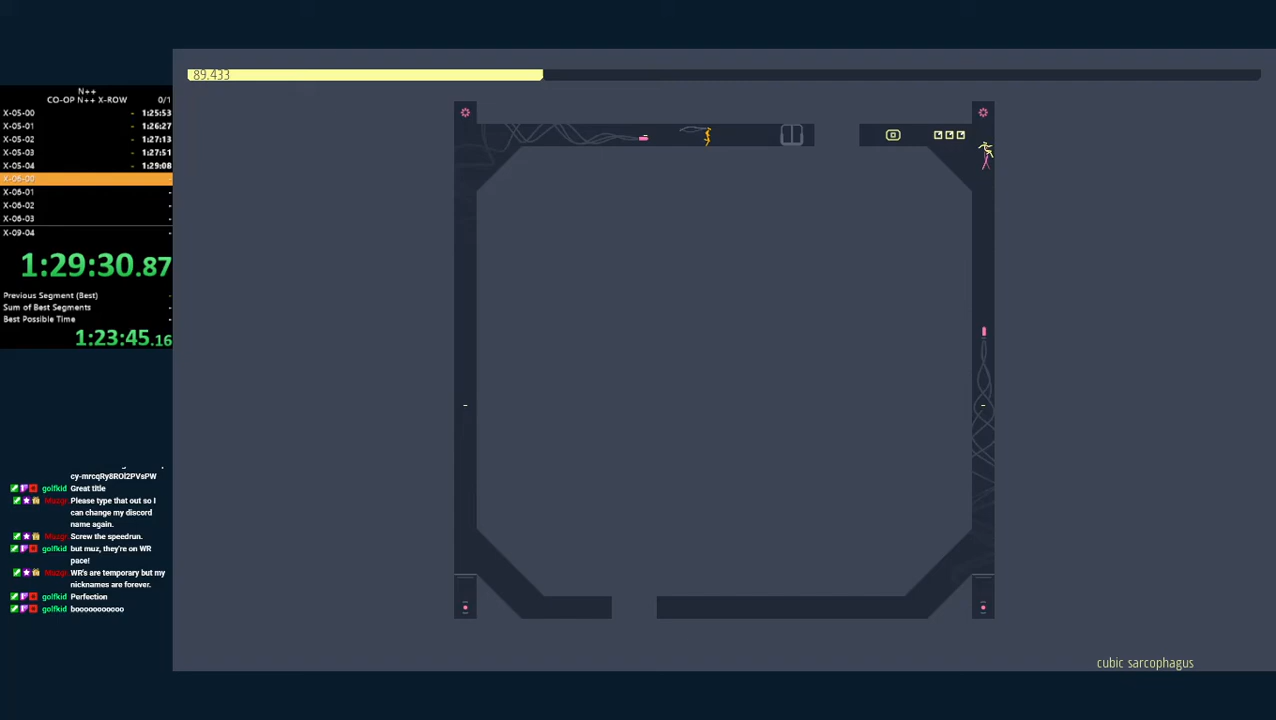 89.433
N++
CO-OP N++ X-ROW 0/1
X-05-00 - 1:25:53
X-05-01 - 1:26:27
X-05-02 - 1:27:13
X-05-03 - 1:27:51
X-05-04 - 1:29:08
X-06-00 -
X-06-01 -
X-06-02 -
X-06-03 -
X-09-04 -
1:29:30.87
Previous Segment (Best) -
Sum of Best Segments -
Best Possible Time -
1:23:45.16
cy-mrcqRy8ROl2PVsPW
golfkid Great title
Please type that out so I
can change my discord
name again.
Screw the speedrun.
golfkid but muz, they're on WR
pace!
WR's are temporary but my
nicknames are forever.
golfkid Perfection
golfkid booooooooooo
cubic sarcophagus